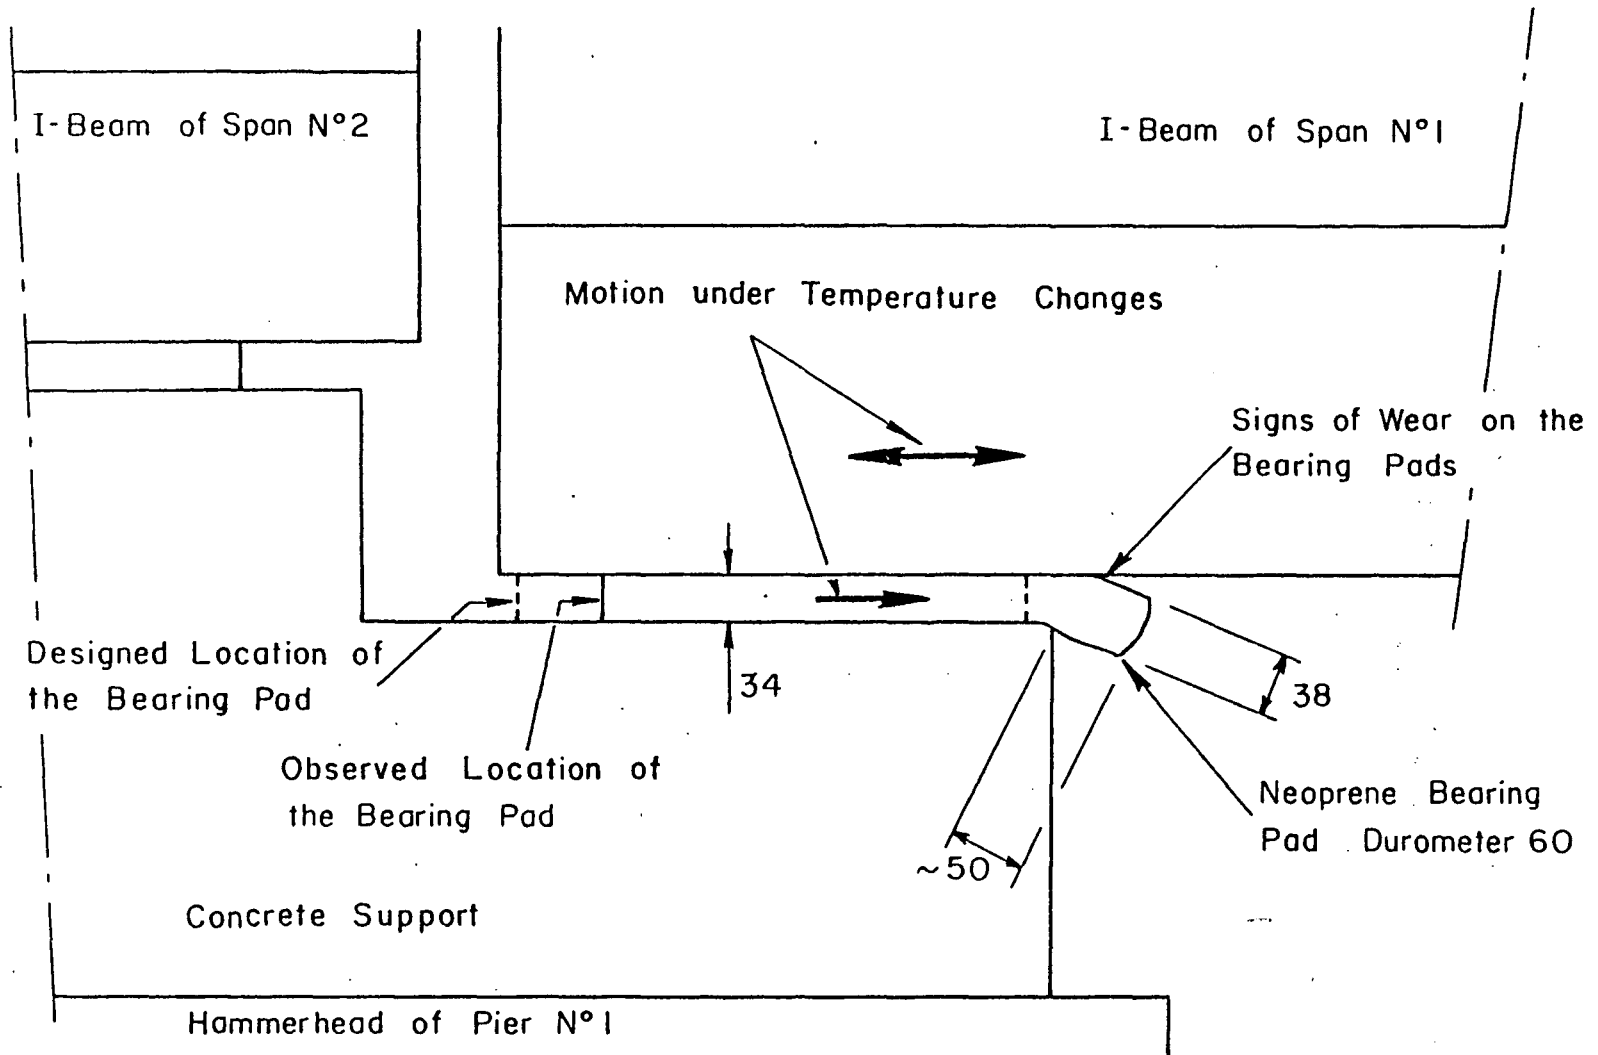 I-Beam of Span N°2
I-Beam of Span N°1
Motion under Temperature Changes
Signs of Wear on the
Bearing Pads
Designed Location of
the Bearing Pad
34
38
Observed Location of
the Bearing Pad
Neoprene Bearing
Pad Durometer 60
~50
Concrete Support
Hammerhead of Pier N°1